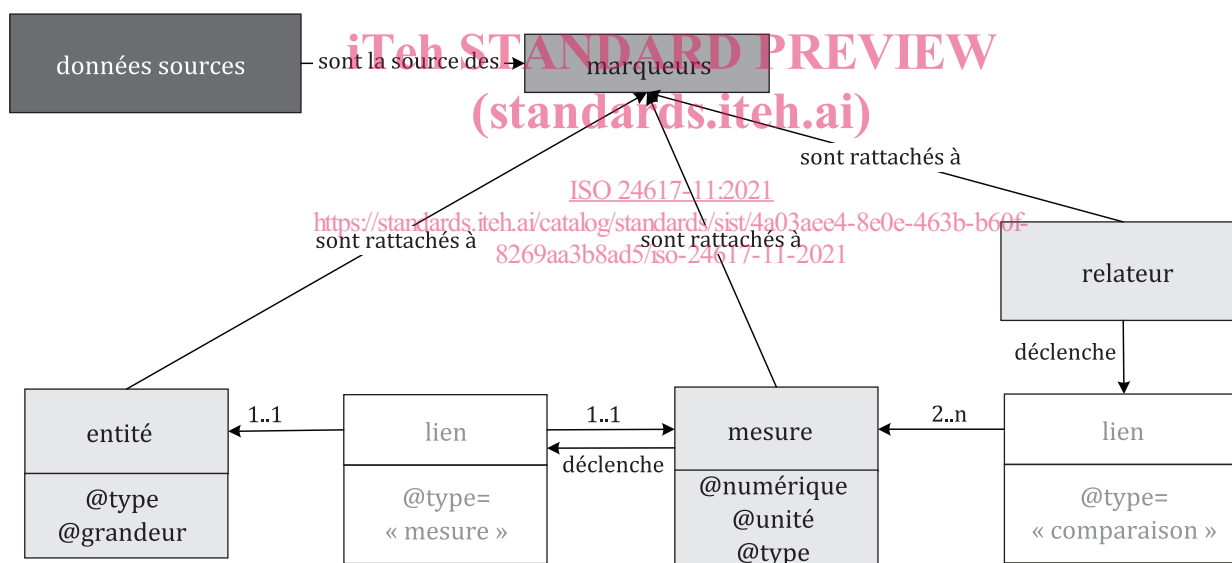 données sources
sont la source des
marqueurs
iTeh STANDARD PREVIEW
(standards.iteh.ai)
sont rattachés à
ISO 24617-11:2021
https://standards.iteh.ai/catalog/standards/sist/4a03aee4-8e0e-463b-b60f-
8269aa3b8ad5/iso-24617-11-2021
sont rattachés à
sont rattachés à
relateur
déclenche
entité
1..1
lien
1..1
déclenche
mesure
2..n
lien
@type
@grandeur
@type=
« mesure »
@numérique
@unité
@type
@type=
« comparaison »